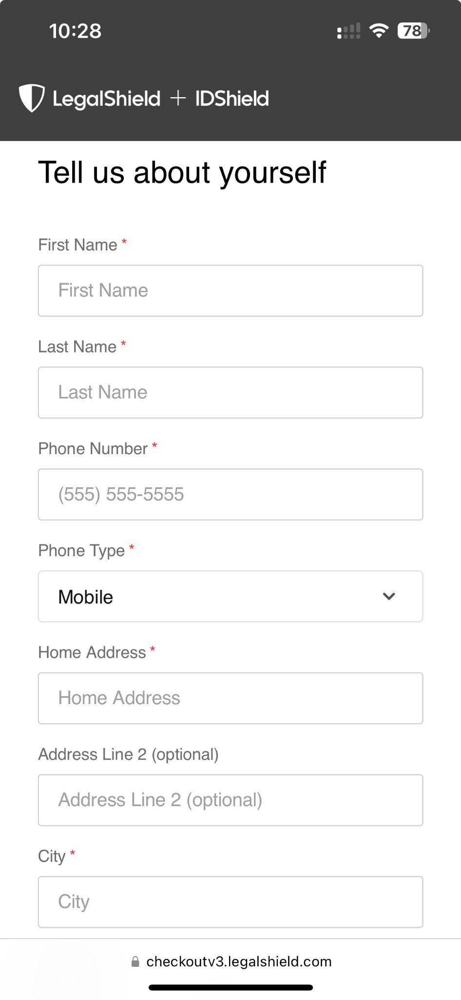 10:28
78
LegalShield + IDShield
Tell us about yourself
First Name *
First Name
Last Name *
Last Name
Phone Number *
(555) 555-5555
Phone Type *
Mobile
Home Address *
Home Address
Address Line 2 (optional)
Address Line 2 (optional)
City *
City
checkoutv3.legalshield.com